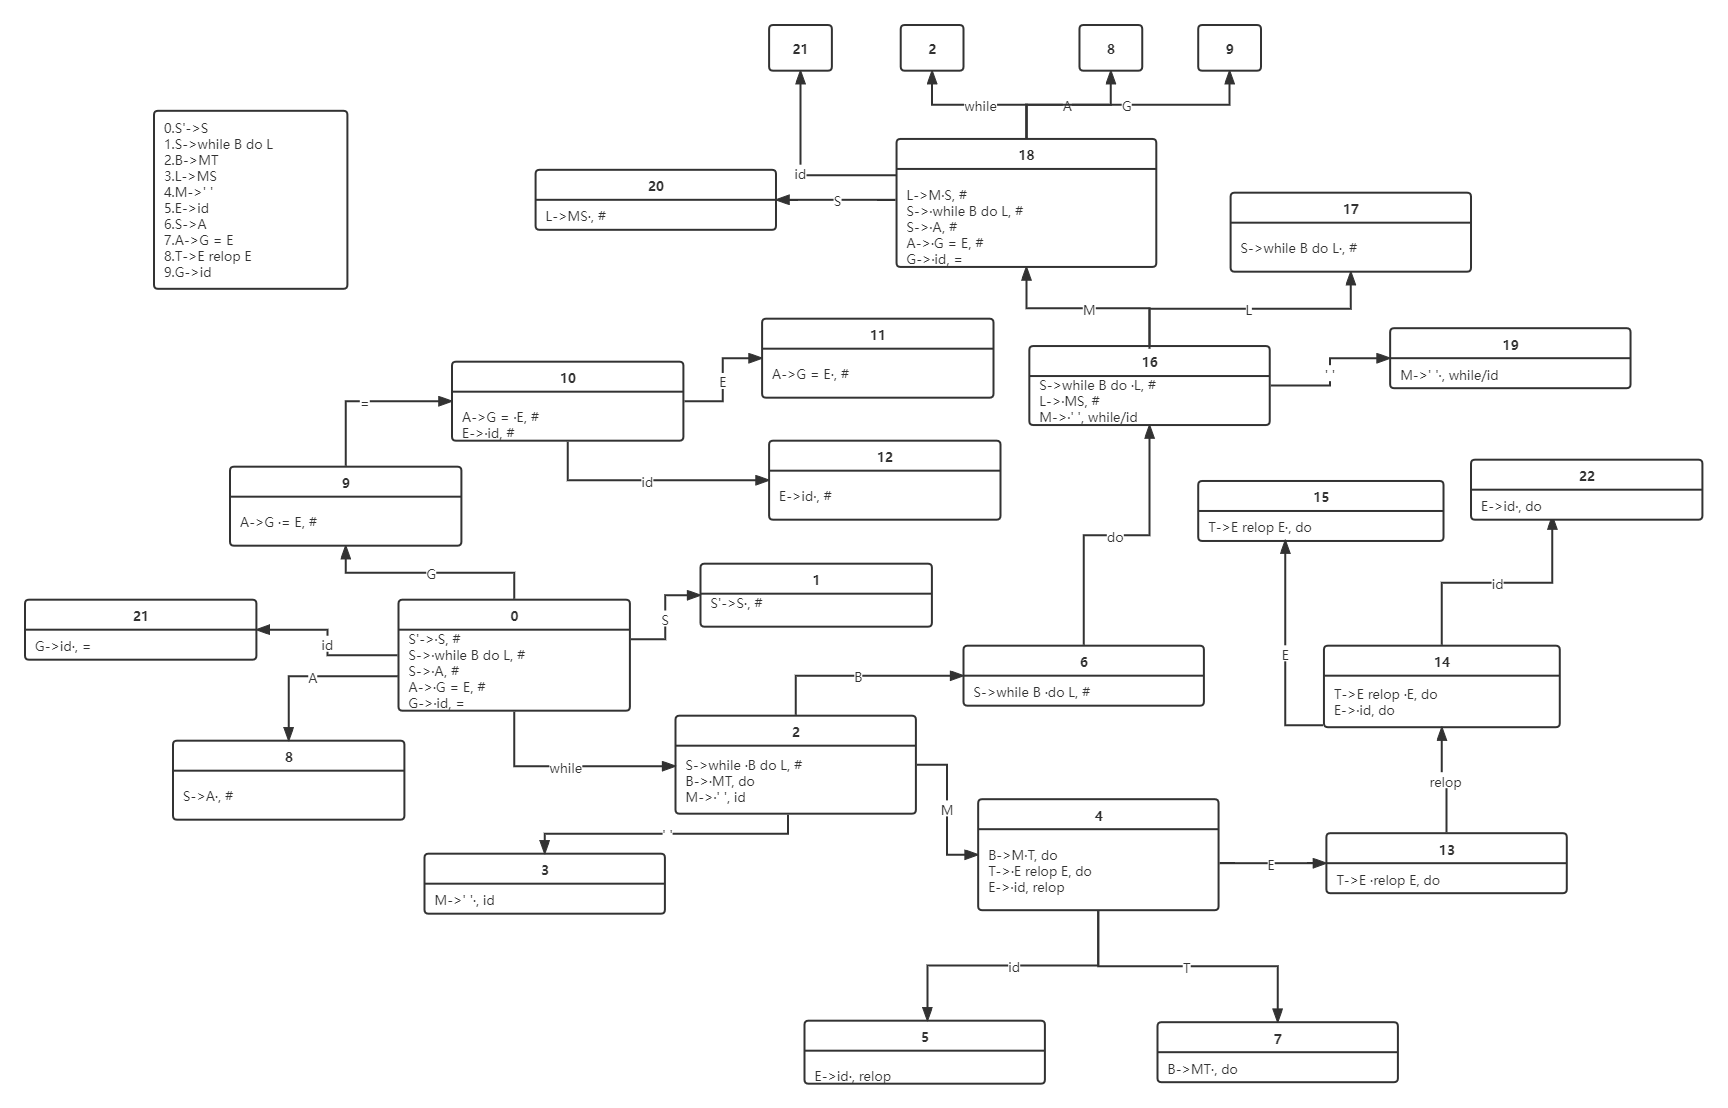 21
2
8
9
while
A
G
0.S'->S
1.S->while B do L
2.B->MT
3.L->MS
4.M->' '
5.E->id
6.S->A
7.A->G = E
8.T->E relop E
9.G->id
18
L->M·S, #
S->·while B do L, #
S->·A, #
A->·G = E, #
G->·id, =
id
S
20
L->MS·, #
17
S->while B do L·, #
M
L
11
A->G = E·, #
16
S->while B do ·L, #
L->·MS, #
M->·' ', while/id
' '
19
M->' '·, while/id
10
A->G = ·E, #
E->·id, #
=
E
id
12
E->id·, #
9
A->G ·= E, #
G
do
15
T->E relop E·, do
22
E->id·, do
id
E
21
G->id·, =
id
A
0
S'->·S, #
S->·while B do L, #
S->·A, #
A->·G = E, #
G->·id, =
S
1
S'->S·, #
8
S->A·, #
while
B
6
S->while B ·do L, #
14
T->E relop ·E, do
E->·id, do
relop
2
S->while ·B do L, #
B->·MT, do
M->·' ', id
' '
M
3
M->' '·, id
4
B->M·T, do
T->·E relop E, do
E->·id, relop
E
13
T->E ·relop E, do
id
T
5
E->id·, relop
7
B->MT·, do